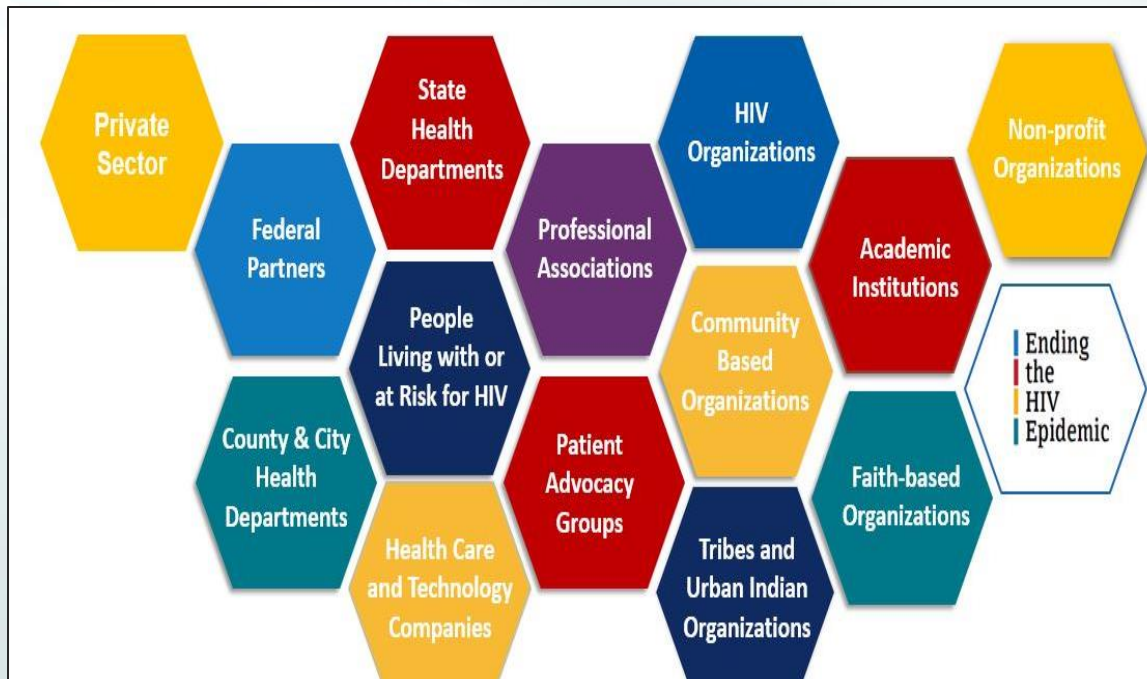 Private
Sector
Federal
Partners
State
Health
Departments
Professional
Associations
HIV
Organizations
Academic
Institutions
Non-profit
Organizations
County & City
Health
Departments
People
Living with or
at Risk for HIV
Health Care
and Technology
Companies
Patient
Advocacy
Groups
Community
Based
Organizations
Tribes and
Urban Indian
Organizations
Faith-based
Organizations
Ending
the
HIV
Epidemic